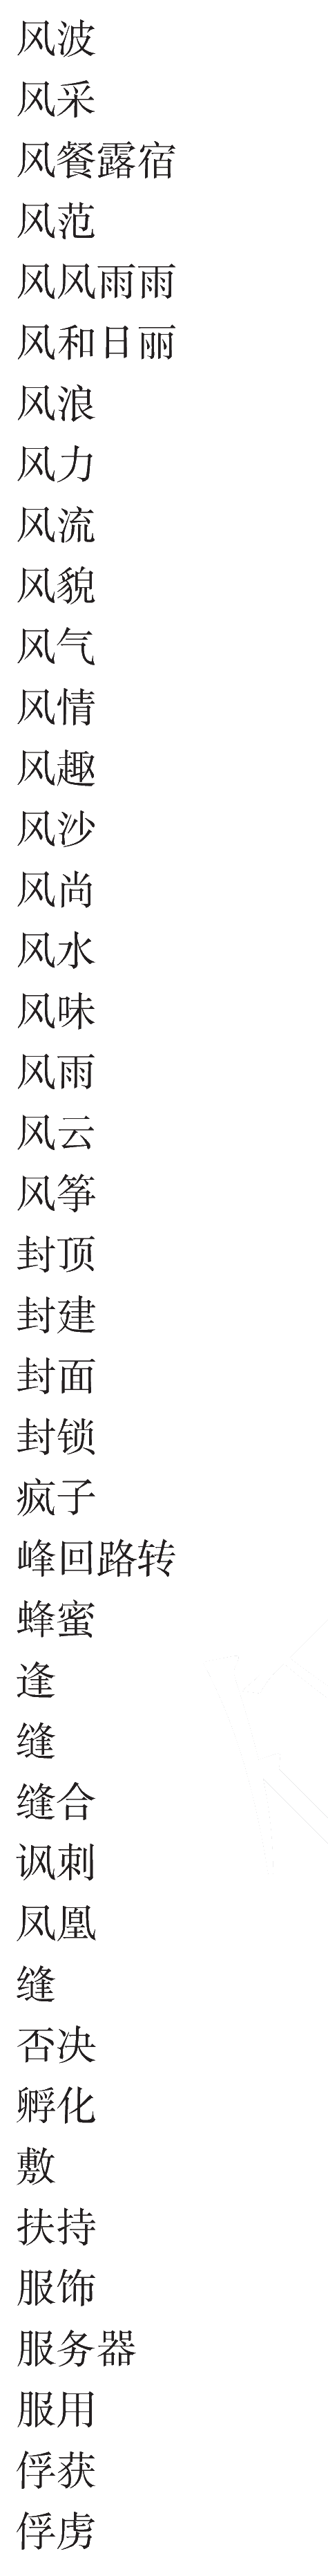 风波
风采
风餐露宿
风范
风风雨雨
风和日丽
风浪
风力
风流
风貌
风气
风情
风趣
风沙
风尚
风水
风味
风雨
风云
风筝
封顶
封建
封面
封锁
疯子
峰回路转
蜂蜜
逢
缝
缝合
讽刺
凤凰
缝
否决
孵化
敷
扶持
服饰
服务器
服用
俘获
俘虏